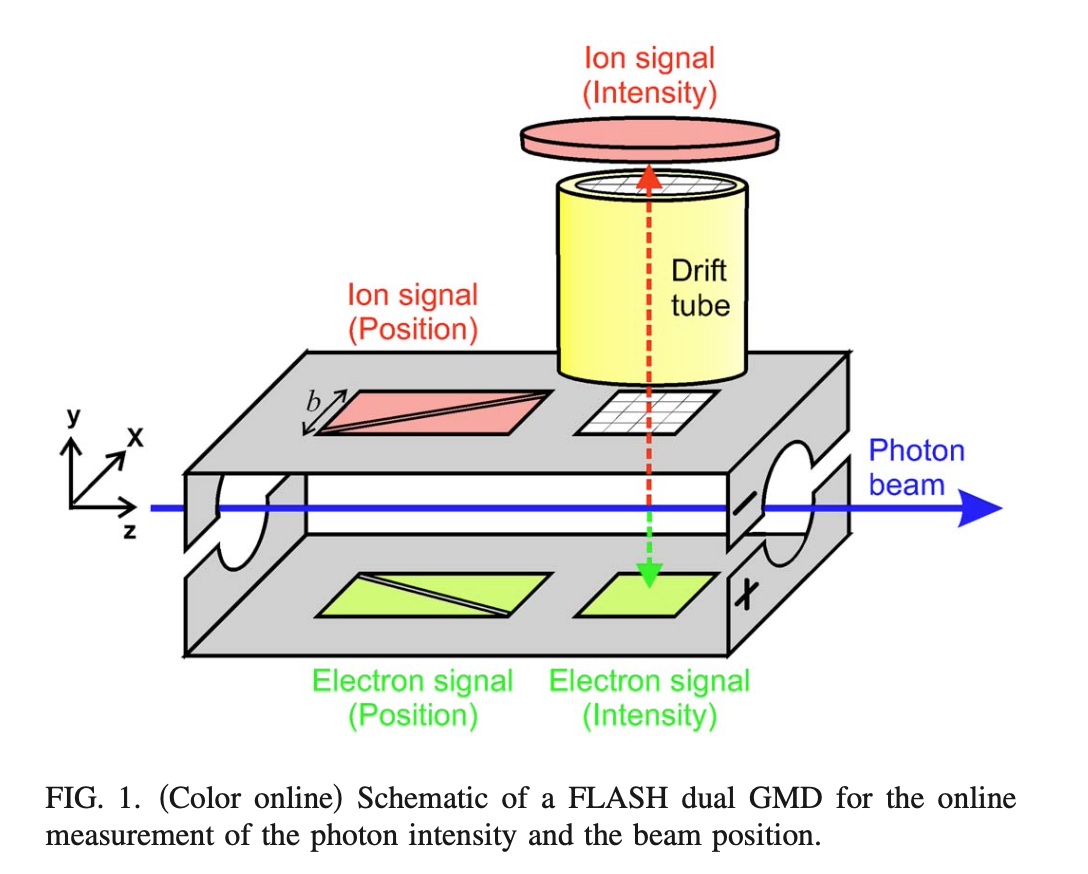 Ion signal
(Intensity)
Drift
tube
Ion signal
(Position)
b
y
x
z
Photon
beam
−
+
Electron signal
(Position)
Electron signal
(Intensity)
FIG. 1. (Color online) Schematic of a FLASH dual GMD for the online
measurement of the photon intensity and the beam position.